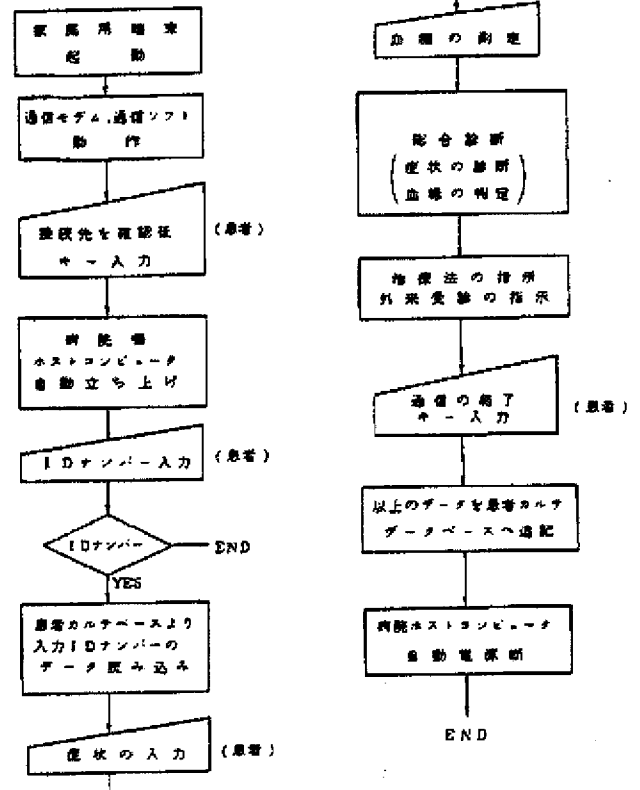 家庭用端末
起動
通信モデム、通信ソフト
動作
接続先を確認後
キー入力
(患者)
病院側
ホストコンピュータ
自動立ち上げ
IDナンバー入力
(患者)
IDナンバー
END
YES
患者カルテベースより
入力IDナンバーの
データ読み込み
症状の入力
(患者)
の判定
総合診断
症状の診断
の判定
治療法の指示
外来受診の指示
通信の終了
キー入力
(患者)
以上のデータを患者カルテ
データベースへ追記
病院ホストコンピュータ
自動電源断
END